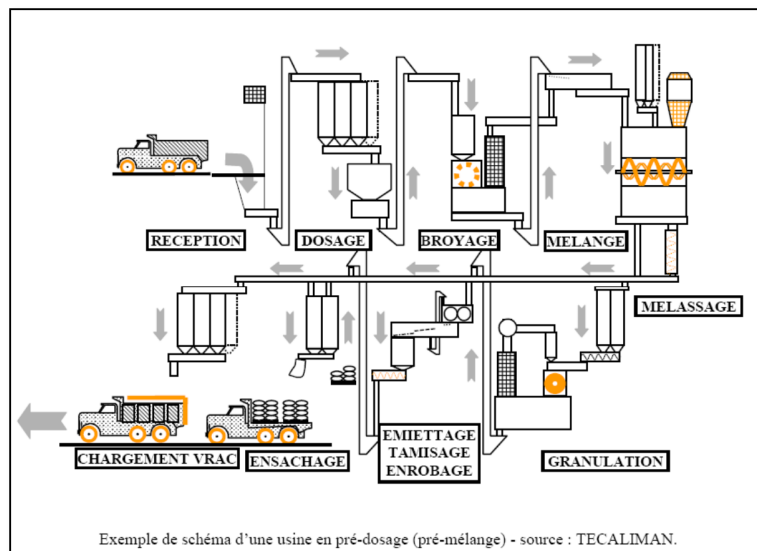 RECEPTION
DOSAGE
BROYAGE
MELANGE
MELASSAGE
CHARGEMENT VRAC
ENSACHAGE
EMIETTAGE
TAMISAGE
ENROBAGE
GRANULATION
Exemple de schéma d'une usine en pré-dosage (pré-mélange) - source : TECALIMAN.